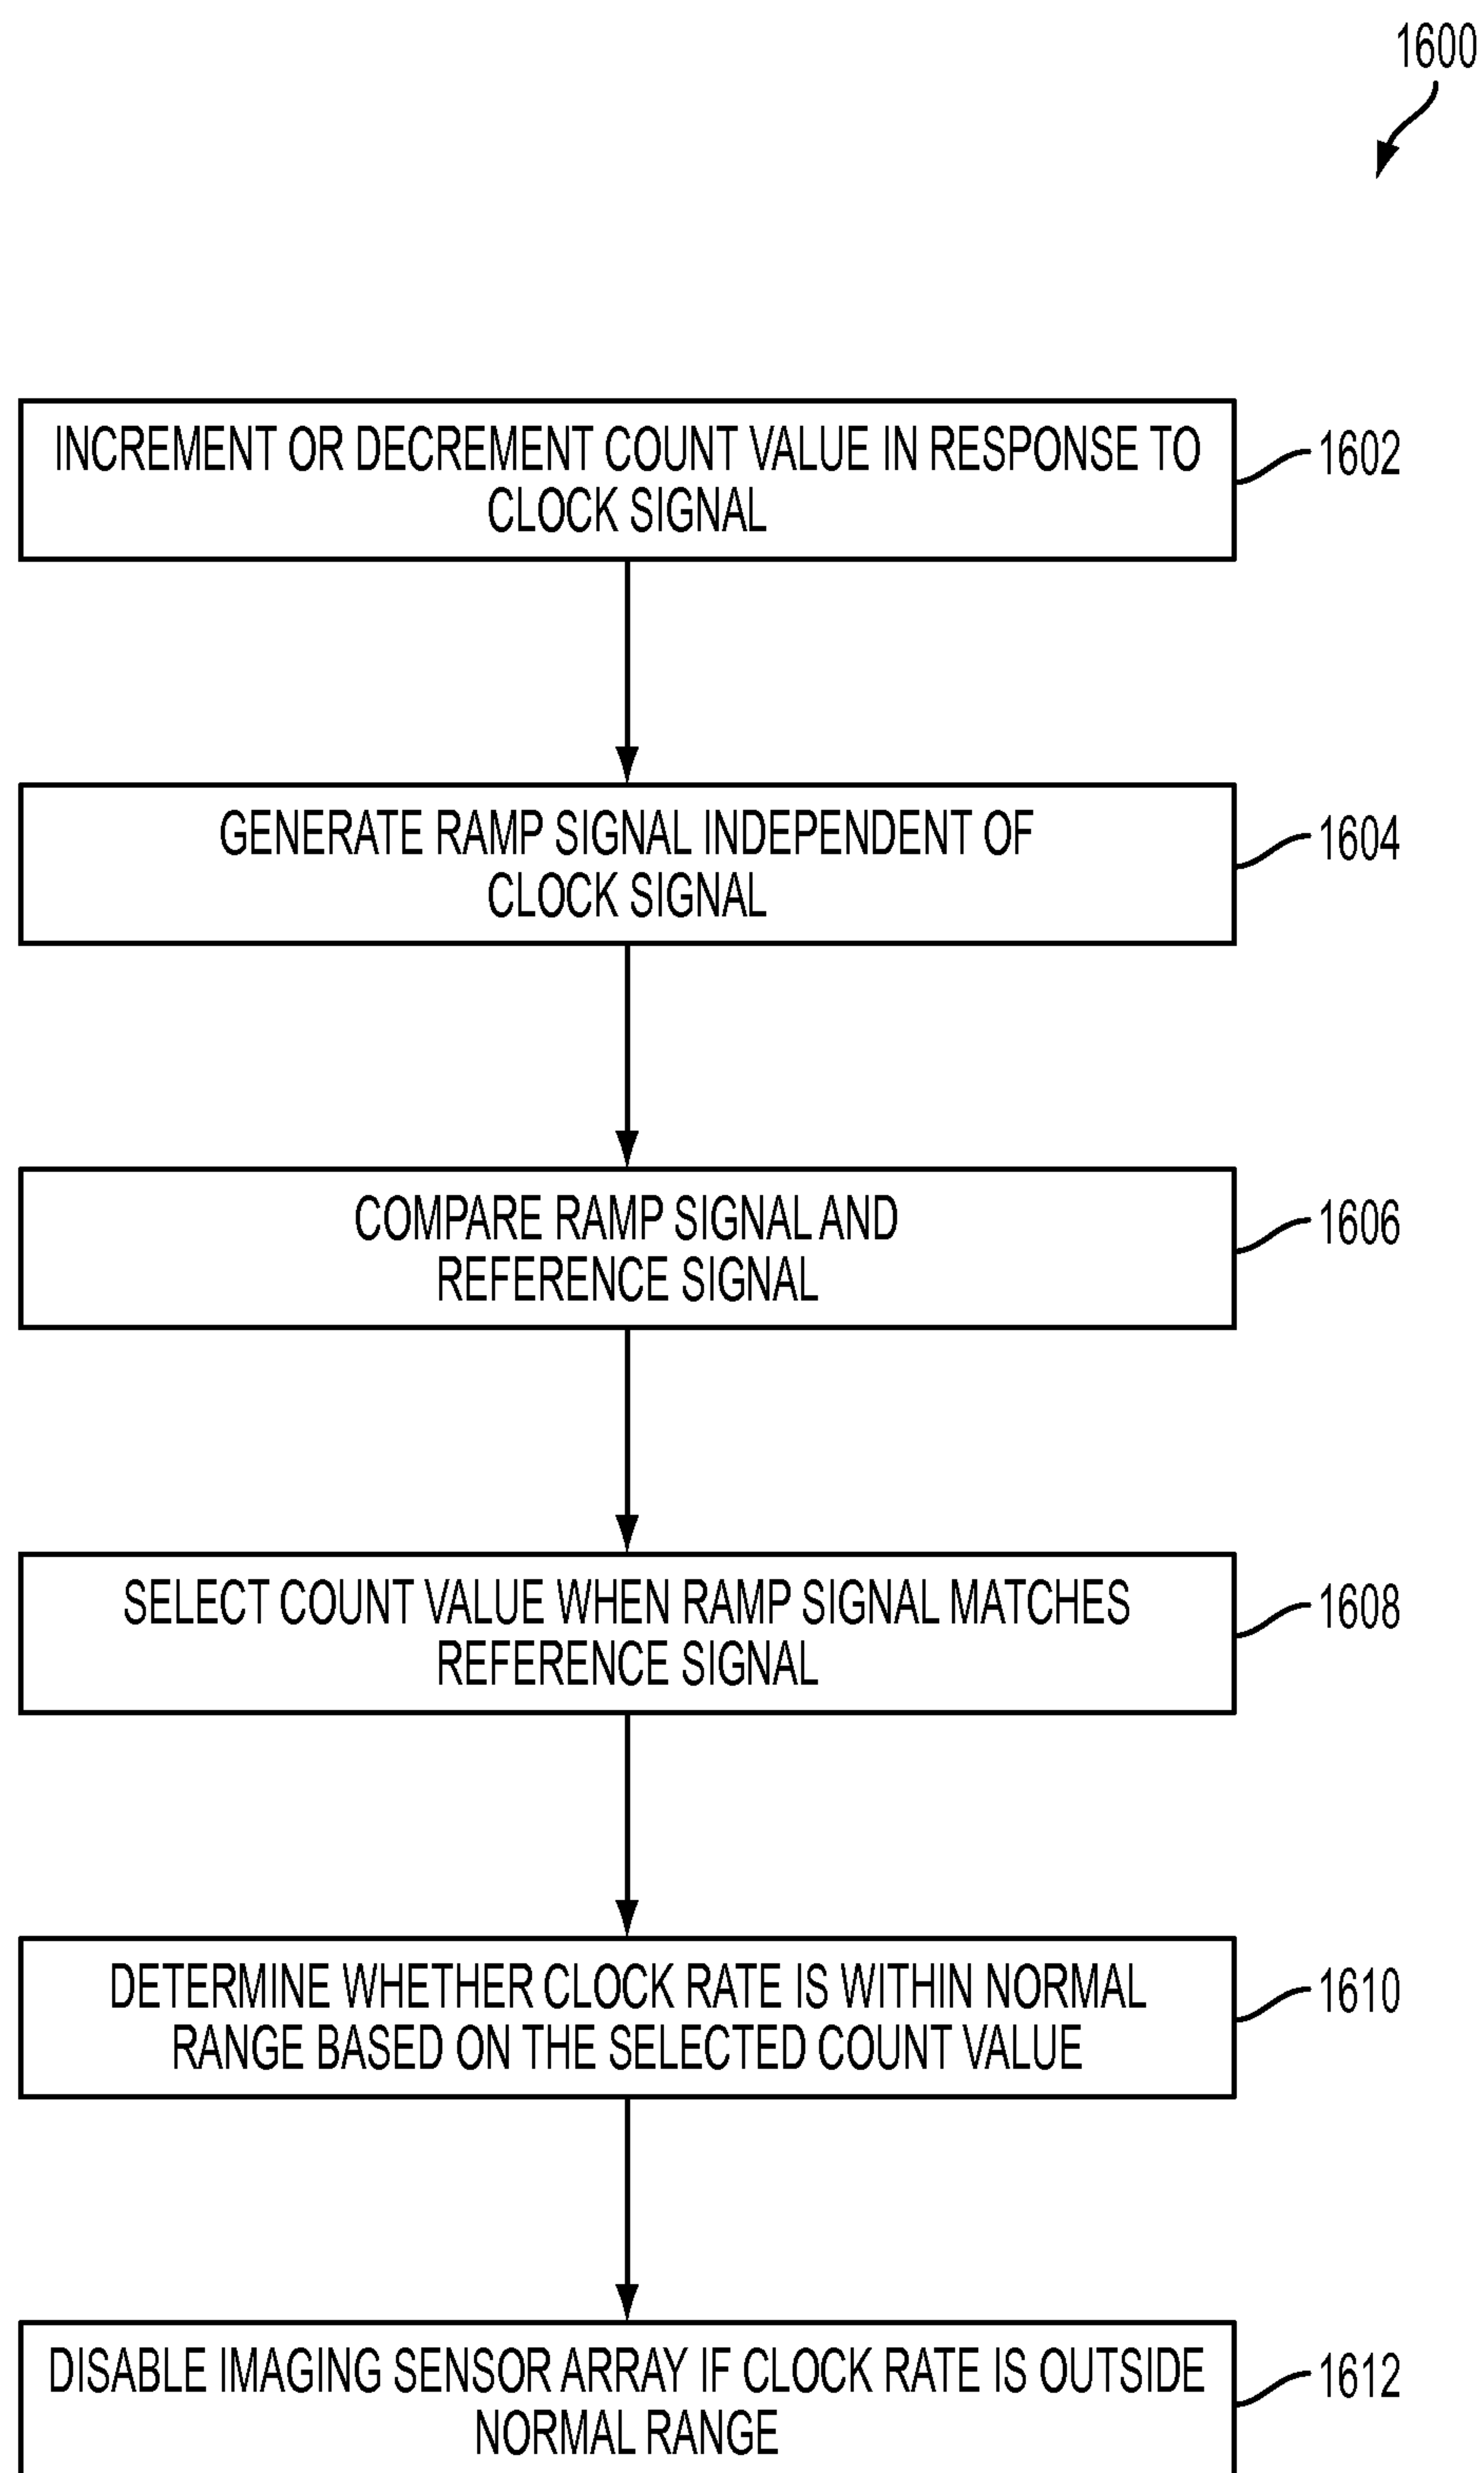 1600
INCREMENT OR DECREMENT COUNT VALUE IN RESPONSE TO
CLOCK SIGNAL
1602
GENERATE RAMP SIGNAL INDEPENDENT OF
CLOCK SIGNAL
1604
COMPARE RAMP SIGNAL AND
REFERENCE SIGNAL
1606
SELECT COUNT VALUE WHEN RAMP SIGNAL MATCHES
REFERENCE SIGNAL
1608
DETERMINE WHETHER CLOCK RATE IS WITHIN NORMAL
RANGE BASED ON THE SELECTED COUNT VALUE
1610
DISABLE IMAGING SENSOR ARRAY IF CLOCK RATE IS OUTSIDE
NORMAL RANGE
1612